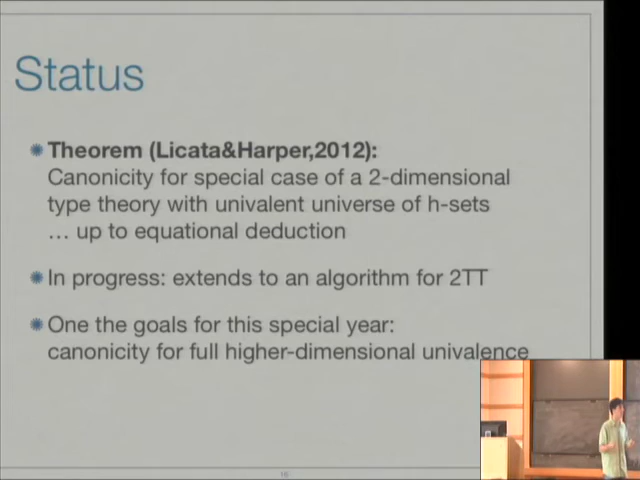 Status
Theorem (Licata&Harper,2012):
Canonicity for special case of a 2-dimensional
type theory with univalent universe of h-sets
… up to equational deduction
In progress: extends to an algorithm for 2TT
One the goals for this special year:
canonicity for full higher-dimensional univalence